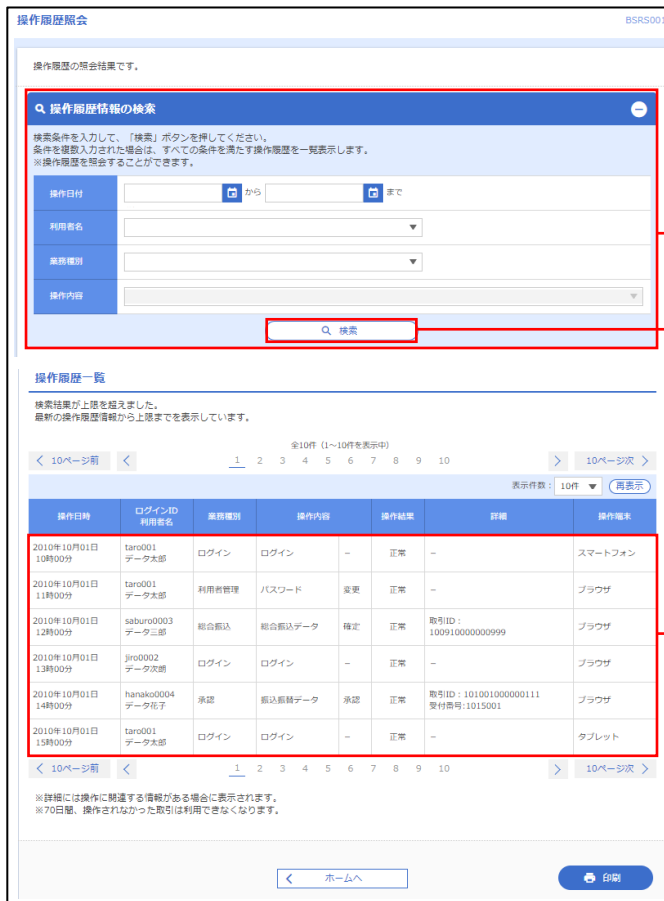 操作履歴照会
BSRS001
操作履歴の照会結果です。
操作履歴情報の検索
検索条件を入力して、「検索」ボタンを押してください。
条件を複数入力された場合は、すべての条件を満たす操作履歴を一覧表示します。
※操作履歴を照会することができます。
操作日付 から まで
利用者名
業務種別
操作内容
検索
操作履歴一覧
検索結果が上限を超えました。
最新の操作履歴情報から上限までを表示しています。
全10件（1～10件を表示中）
10ページ前 1 2 3 4 5 6 7 8 9 10 10ページ次
表示件数： 10件 再表示
操作日時 ログインID 利用者名 業務種別 操作内容 操作結果 詳細 操作端末
2010年10月01日 10時00分 taro001 データ太郎 ログイン ログイン － 正常 － スマートフォン
2010年10月01日 11時00分 taro001 データ太郎 利用者管理 パスワード 変更 正常 － ブラウザ
2010年10月01日 12時00分 saburo0003 データ三郎 総合振込 総合振込データ 確定 正常 取引ID： 100910000000999 ブラウザ
2010年10月01日 13時00分 jiro0002 データ次朗 ログイン ログイン － 正常 － ブラウザ
2010年10月01日 14時00分 hanako0004 データ花子 承認 振込振替データ 承認 正常 取引ID：101001000000111 受付番号:1015001 ブラウザ
2010年10月01日 15時00分 taro001 データ太郎 ログイン ログイン － 正常 － タブレット
10ページ前 1 2 3 4 5 6 7 8 9 10 10ページ次
※詳細には操作に関連する情報がある場合に表示されます。
※70日間、操作されなかった取引は利用できなくなります。
ホームへ
印刷